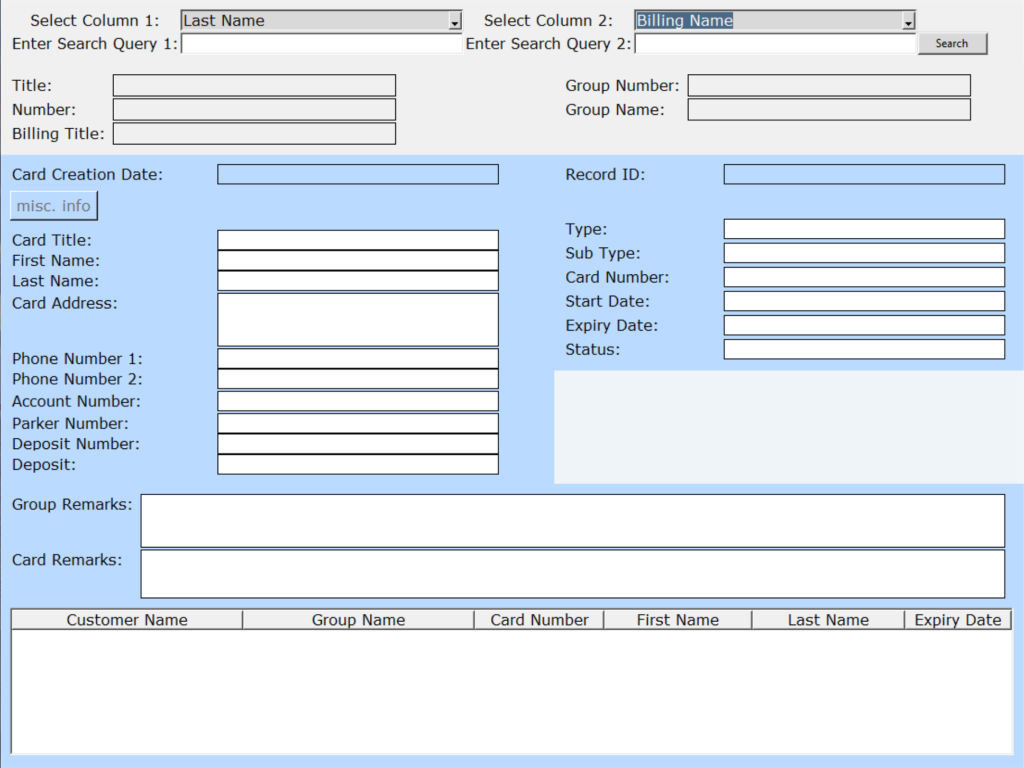 Select Column 1: Last Name Select Column 2: Billing Name
Enter Search Query 1: Enter Search Query 2: Search
Title: Group Number:
Number: Group Name:
Billing Title:
Card Creation Date: Record ID:
misc. info
Type:
Card Title:
Sub Type:
First Name:
Card Number:
Last Name:
Start Date:
Card Address:
Expiry Date:
Status:
Phone Number 1:
Phone Number 2:
Account Number:
Parker Number:
Deposit Number:
Deposit:
Group Remarks:
Card Remarks:
Customer Name Group Name Card Number First Name Last Name Expiry Date